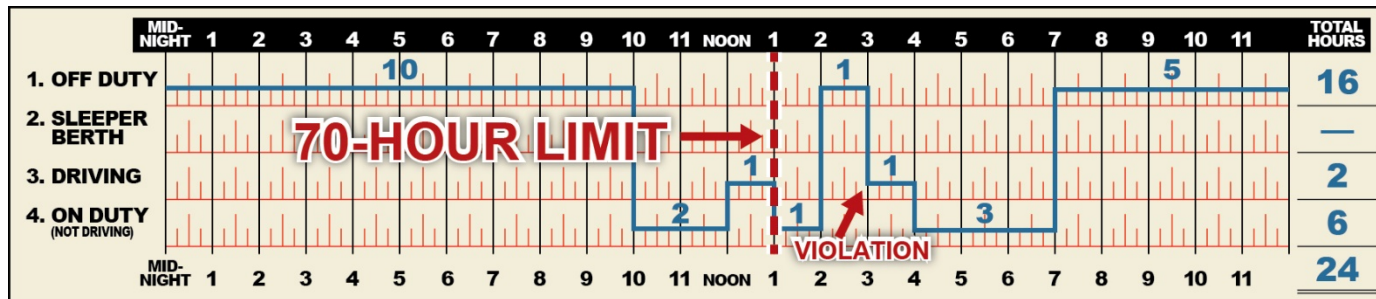 MID-
NIGHT 1 2 3 4 5 6 7 8 9 10 11 NOON 1 2 3 4 5 6 7 8 9 10 11 TOTAL
HOURS
1. OFF DUTY 10 1 5 16
2. SLEEPER
BERTH —
70-HOUR LIMIT
3. DRIVING 1 1 2
4. ON DUTY 2 1 3 6
(NOT DRIVING)
VIOLATION
MID-
NIGHT 1 2 3 4 5 6 7 8 9 10 11 NOON 1 2 3 4 5 6 7 8 9 10 11 24